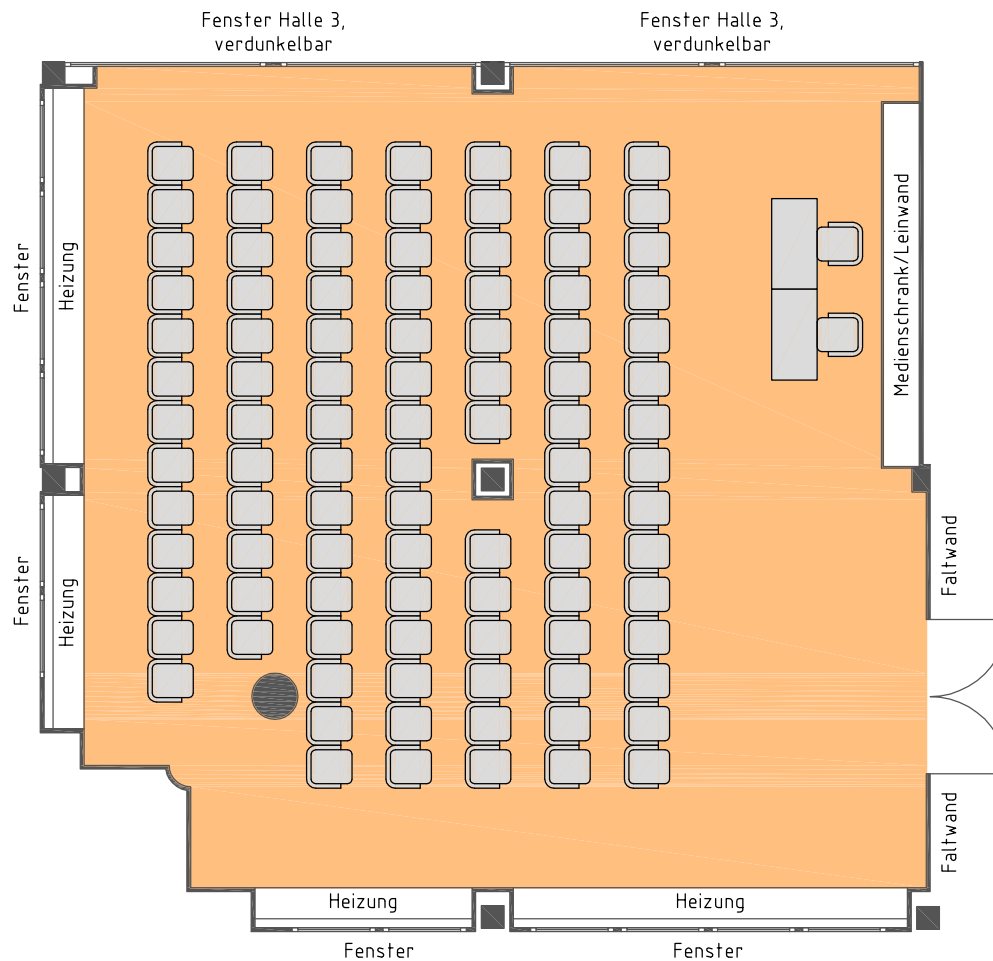 Fenster Halle 3,
verdunkelbar
Fenster Halle 3,
verdunkelbar
Fenster
Heizung
Medienschrank/Leinwand
Fenster
Heizung
Faltwand
Faltwand
Heizung
Heizung
Fenster
Fenster